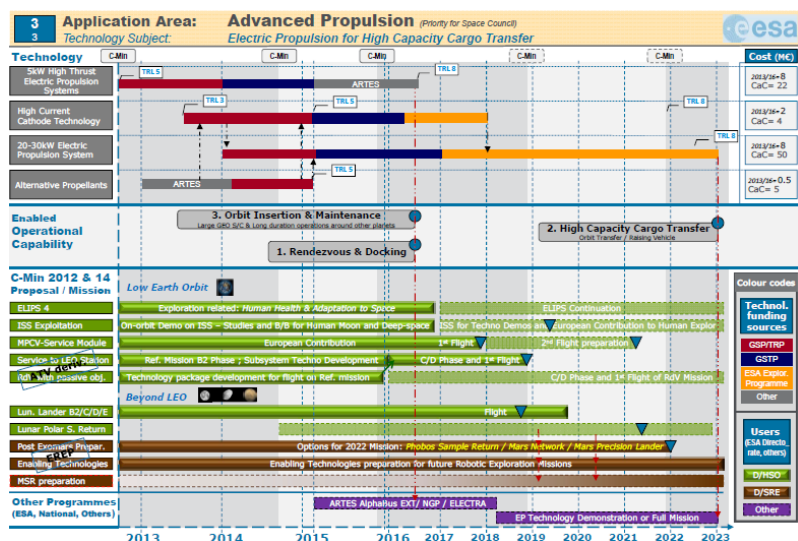 3
3
Application Area:
Technology Subject:
Advanced Propulsion (Priority for Space Council)
Electric Propulsion for High Capacity Cargo Transfer
esa
Technology
C-Min
C-Min
C-Min
C-Min
C-Min
Cost (M€)
5kW High Thrust
Electric Propulsion
Systems
TRL 5
ARTES
TRL 8
2013/16=8
CaC= 22
High Current
Cathode Technology
TRL 3
TRL 5
TRL 8
2013/16=2
CaC= 4
20-30kW Electric
Propulsion System
TRL 8
2013/16=8
CaC= 50
Alternative Propellants
ARTES
TRL 5
2013/16=0.5
CaC= 5
Enabled
Operational
Capability
3. Orbit Insertion & Maintenance
Large GEO S/C & Long duration operations around other planets
1. Rendezvous & Docking
2. High Capacity Cargo Transfer
Orbit Transfer / Raising Vehicle
C-Min 2012 & 14
Proposal / Mission
Low Earth Orbit
ELIPS 4
Exploration related: Human Health & Adaptation to Space
ELIPS Continuation
ISS Exploitation
On-orbit Demo on ISS – Studies and B/B for Human Moon and Deep-space
ISS for Techno Demos and European Contribution to Human Explor
MPCV-Service Module
European Contribution
1st Flight
2nd Flight preparation
Service to LEO Station
Ref. Mission B2 Phase ; Subsystem Techno Development
C/D Phase and 1st Flight
ATV deriv
RdV with passive obj.
Technology package development for flight on Ref. mission
C/D Phase and 1st Flight of RdV Mission
Beyond LEO
Lun. Lander B2/C/D/E
Flight
Lunar Polar S. Return
Post Exomars Prepar.
Options for 2022 Mission: Phobos Sample Return / Mars Network / Mars Precision Lander
EREP
Enabling Technologies
Enabling Technologies preparation for future Robotic Exploration Missions
MSR preparation
Other Programmes
(ESA, National, Others)
ARTES Alphabus EXT/ NGP / ELECTRA
EP Technology Demonstration or Full Mission
2013
2014
2015
2016
2017
2018
2019
2020
2021
2022
2023
Colour codes
Technol.
funding
sources
GSP/TRP
GSTP
ESA Explor.
Programme
Other
Users
(ESA Directo_
rate, others)
D/HSO
D/SRE
Other